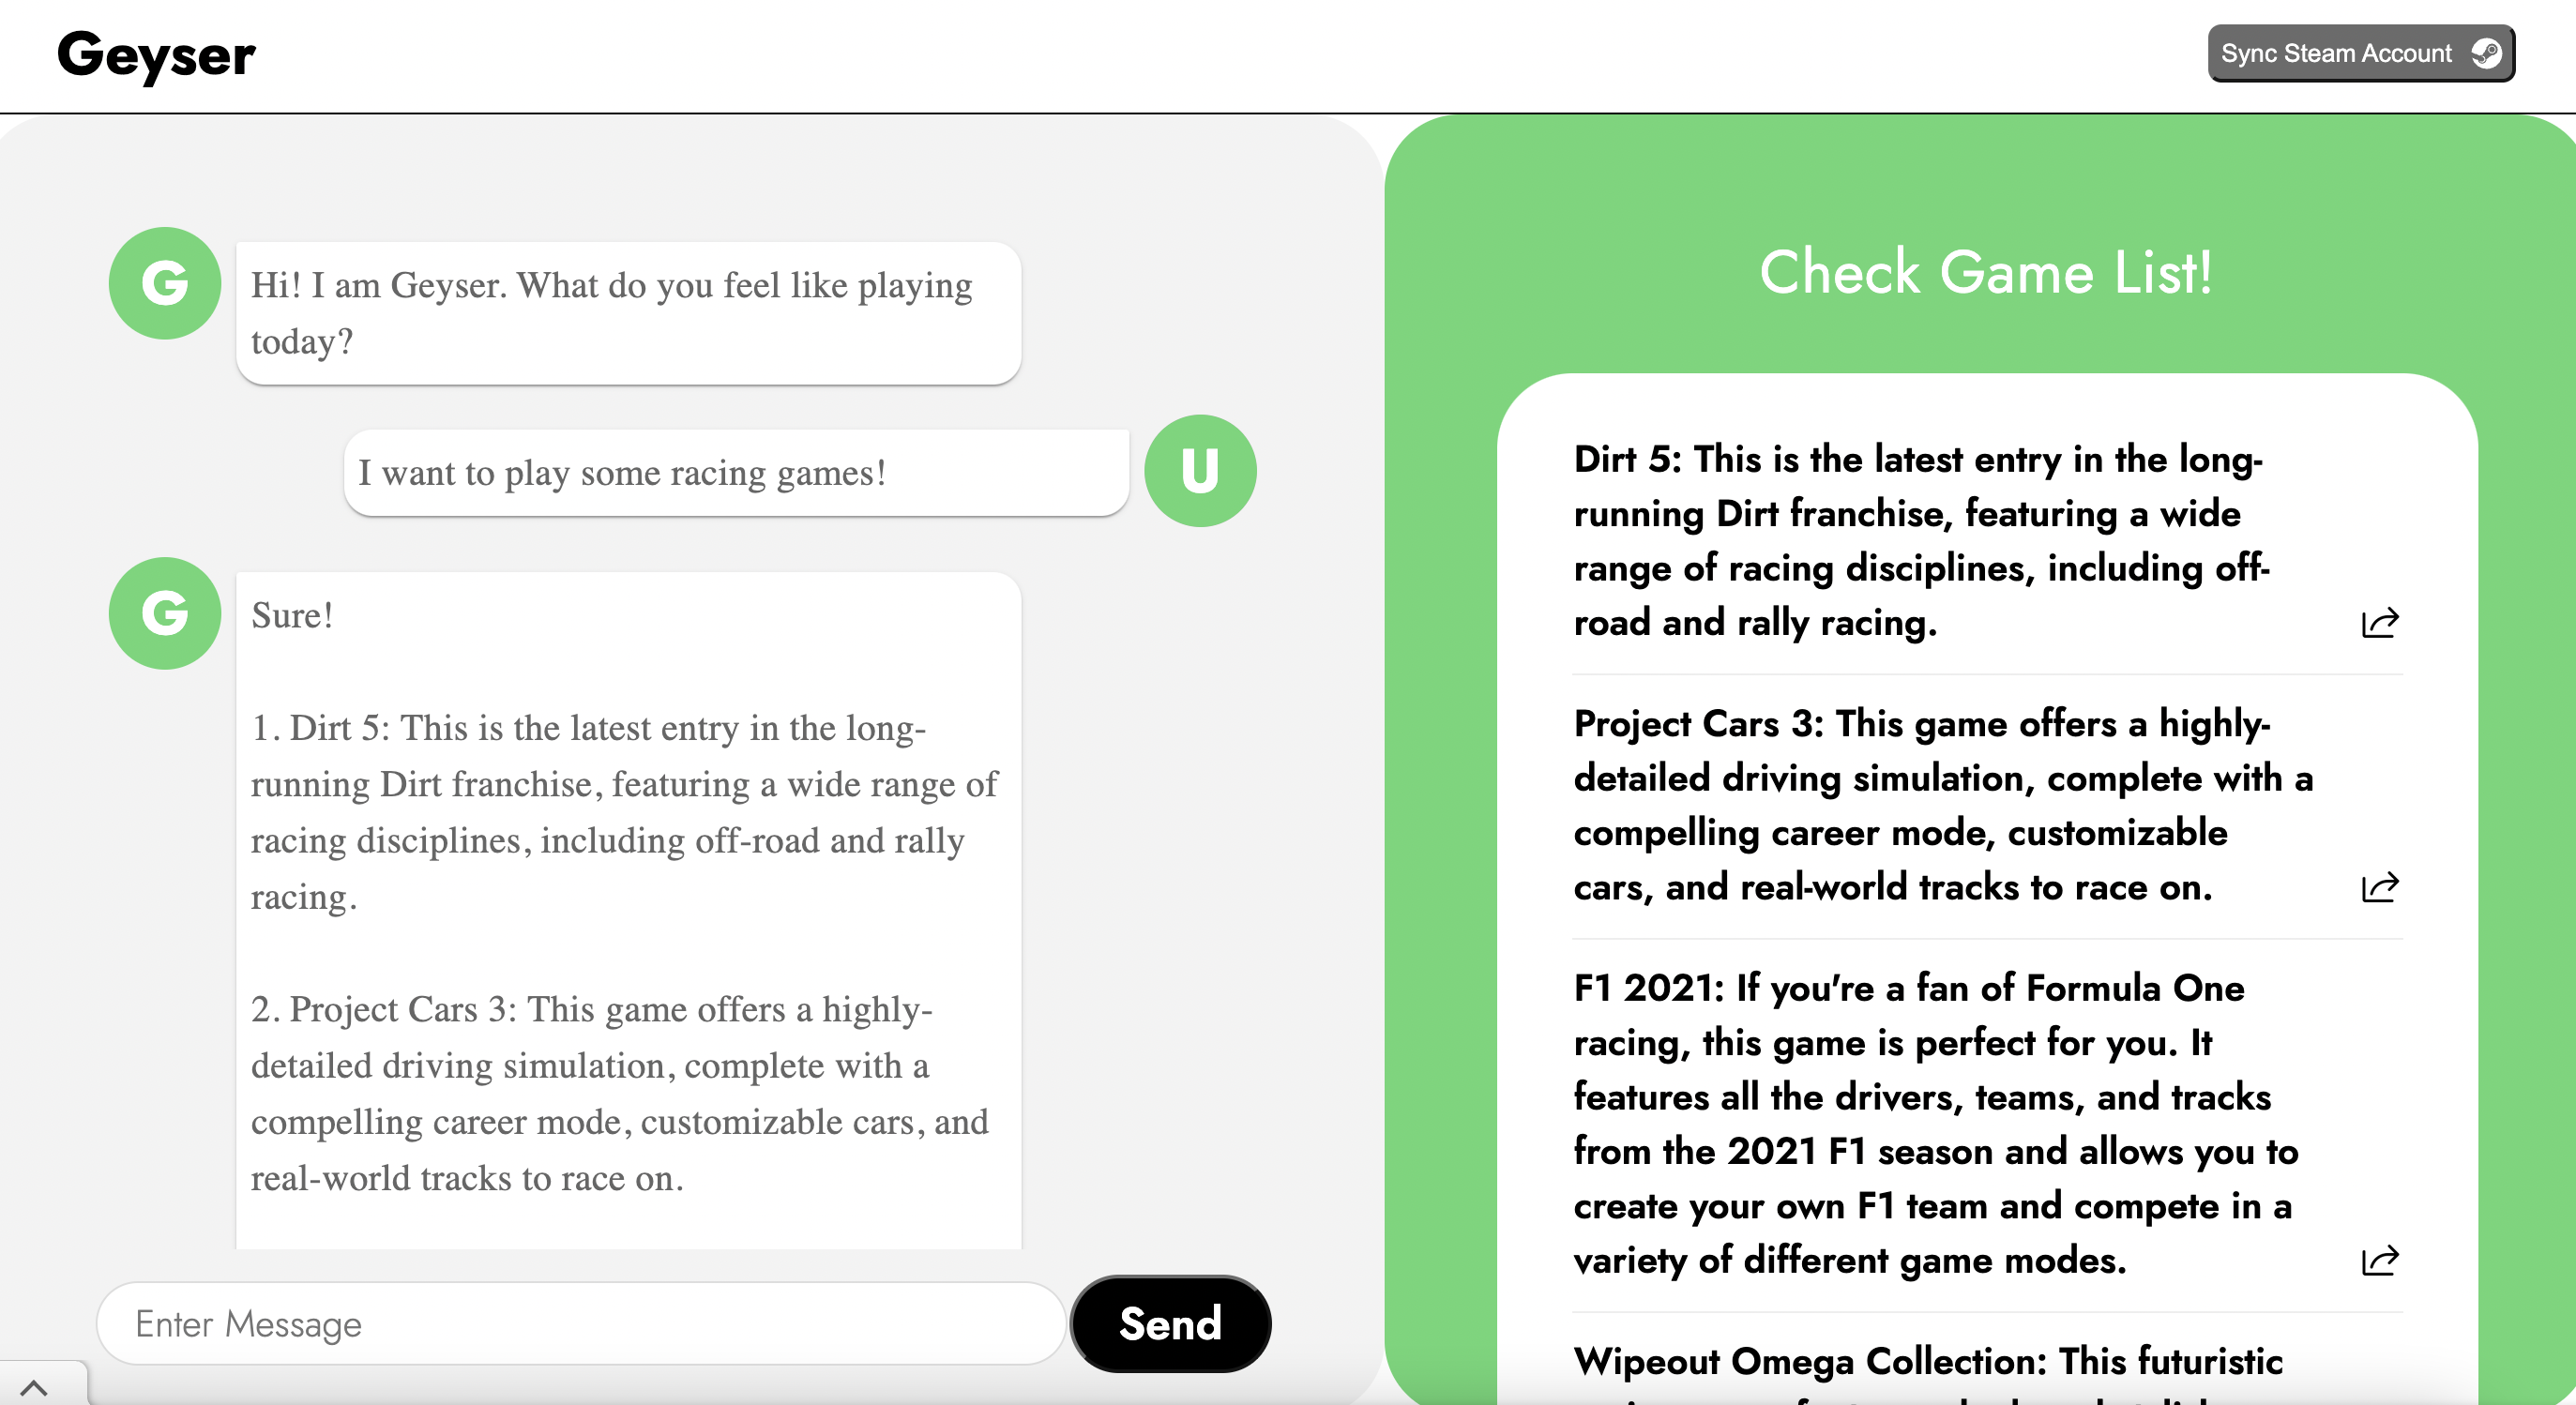 Geyser
Sync Steam Account
G
Hi! I am Geyser. What do you feel like playing
today?
I want to play some racing games!
U
G
Sure!
1. Dirt 5: This is the latest entry in the long-
running Dirt franchise, featuring a wide range of
racing disciplines, including off-road and rally
racing.
2. Project Cars 3: This game offers a highly-
detailed driving simulation, complete with a
compelling career mode, customizable cars, and
real-world tracks to race on.
Enter Message
Send
Check Game List!
Dirt 5: This is the latest entry in the long-
running Dirt franchise, featuring a wide
range of racing disciplines, including off-
road and rally racing.
Project Cars 3: This game offers a highly-
detailed driving simulation, complete with a
compelling career mode, customizable
cars, and real-world tracks to race on.
F1 2021: If you're a fan of Formula One
racing, this game is perfect for you. It
features all the drivers, teams, and tracks
from the 2021 F1 season and allows you to
create your own F1 team and compete in a
variety of different game modes.
Wipeout Omega Collection: This futuristic